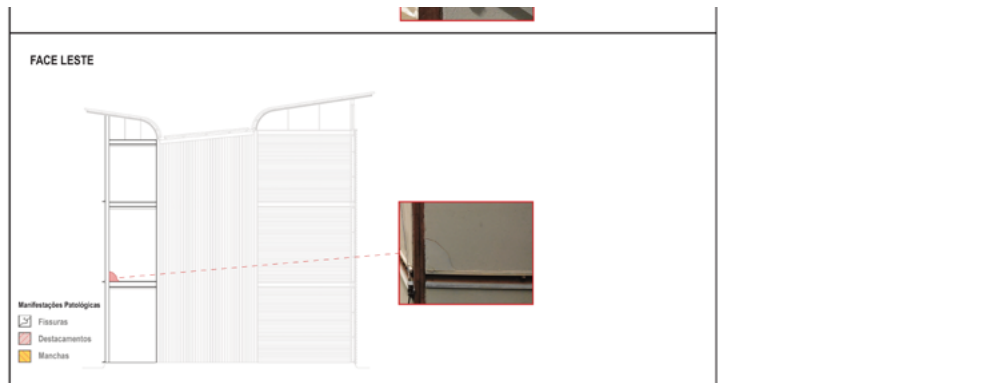 FACE LESTE
Manifestações Patológicas
Fissuras
Destacamentos
Manchas